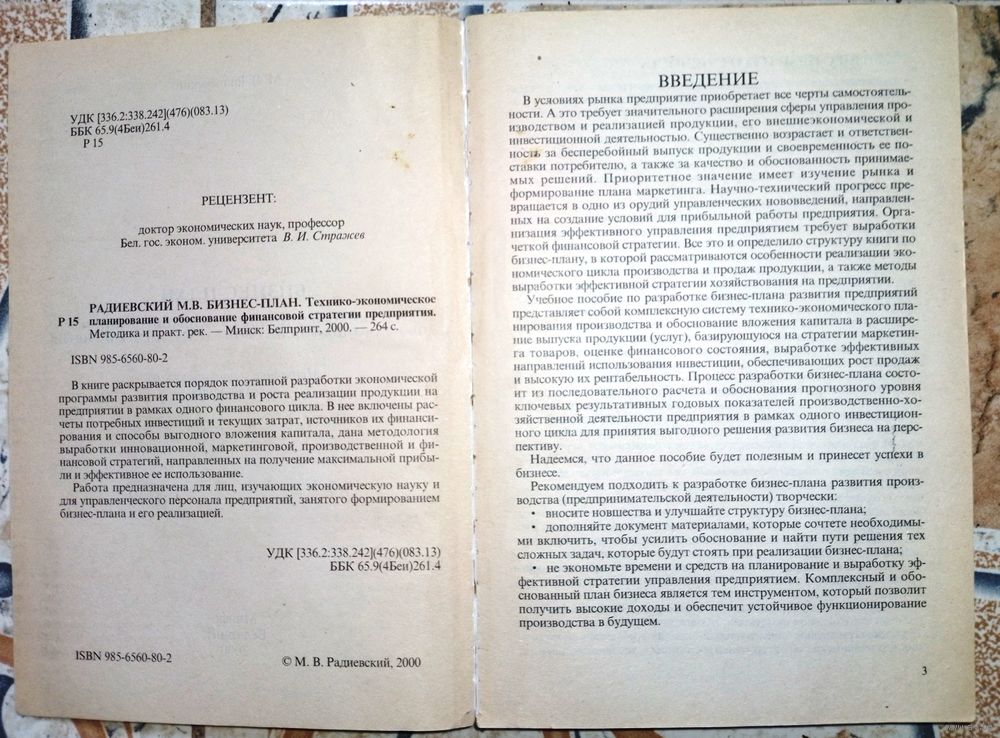 УДК [336.2:338.242](476)(083.13)
ББК 65.9(4Беи)261.4
Р 15
РЕЦЕНЗЕНТ:
доктор экономических наук, профессор
Бел. гос. эконом. университета В. И. Стражев
РАДИЕВСКИЙ М.В. БИЗНЕС-ПЛАН. Технико-экономическое
Р 15 планирование и обоснование финансовой стратегии предприятия.
Методика и практ. рек. — Минск: Белпринт, 2000. — 264 с.
ISBN 985-6560-80-2
В книге раскрывается порядок поэтапной разработки экономической
программы развития производства и роста реализации продукции на
предприятии в рамках одного финансового цикла. В нее включены рас-
четы потребных инвестиций и текущих затрат, источников их финанси-
рования и способы выгодного вложения капитала, дана методология
выработки инновационной, маркетинговой, производственной и фи-
нансовой стратегий, направленных на получение максимальной прибы-
ли и эффективное ее использование.
Работа предназначена для лиц, изучающих экономическую науку и
для управленческого персонала предприятий, занятого формированием
бизнес-плана и его реализацией.
УДК [336.2:338.242](476)(083.13)
ББК 65.9(4Беи)261.4
ISBN 985-6560-80-2
© М. В. Радиевский, 2000
ВВЕДЕНИЕ
В условиях рынка предприятие приобретает все черты самостоятель-
ности. А это требует значительного расширения сферы управления про-
изводством и реализацией продукции, его внешнеэкономической и
инвестиционной деятельностью. Существенно возрастает и ответствен-
ность за бесперебойный выпуск продукции и своевременность ее по-
ставки потребителю, а также за качество и обоснованность принимае-
мых решений. Приоритетное значение имеет изучение рынка и
формирование плана маркетинга. Научно-технический прогресс пре-
вращается в одно из орудий управленческих нововведений, направлен-
ных на создание условий для прибыльной работы предприятия. Орга-
низация эффективного управления предприятием требует выработки
четкой финансовой стратегии. Все это и определило структуру книги по
бизнес-плану, в которой рассматриваются особенности реализации эко-
номического цикла производства и продаж продукции, а также методы
выработки эффективной стратегии хозяйствования на предприятии.
Учебное пособие по разработке бизнес-плана развития предприятий
представляет собой комплексную систему технико-экономического пла-
нирования производства и обоснование вложения капитала в расшире-
ние выпуска продукции (услуг), базирующуюся на стратегии маркетин-
га товаров, оценке финансового состояния, выработке эффективных
направлений использования инвестиции, обеспечивающих рост продаж
и высокую их рентабельность. Процесс разработки бизнес-плана состо-
ит из последовательного расчета и обоснования прогнозного уровня
ключевых результативных годовых показателей производственно-хо-
зяйственной деятельности предприятия в рамках одного инвестицион-
ного цикла для принятия выгодного решения развития бизнеса на перс-
пективу.
Надеемся, что данное пособие будет полезным и принесет успехи в
бизнесе.
Рекомендуем подходить к разработке бизнес-плана развития произ-
водства (предпринимательской деятельности) творчески:
• вносите новшества и улучшайте структуру бизнес-плана;
• дополняйте документ материалами, которые сочтете необходимы-
ми включить, чтобы усилить обоснование и найти пути решения тех
сложных задач, которые будут стоять при реализации бизнес-плана;
• не экономьте времени и средств на планирование и выработку эф-
фективной стратегии управления предприятием. Комплексный и обо-
снованный план бизнеса является тем инструментом, который позволит
получить высокие доходы и обеспечит устойчивое функционирование
производства в будущем.
3